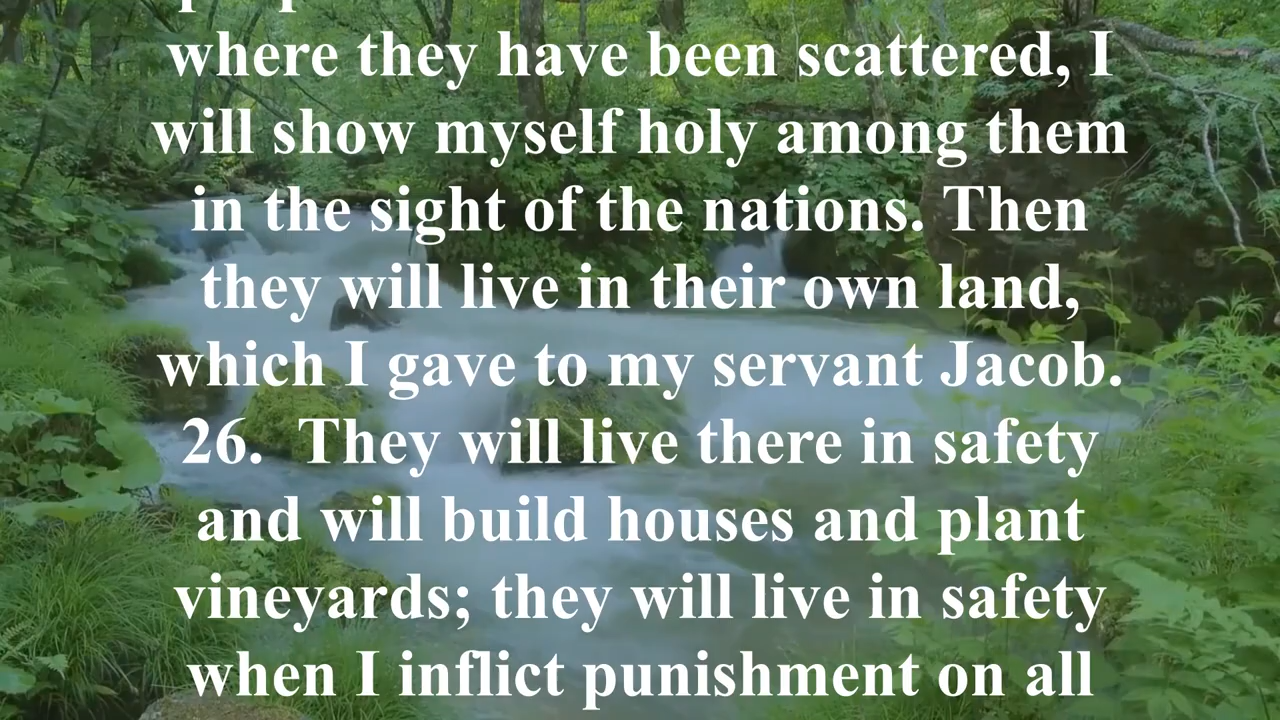 where they have been scattered, I
will show myself holy among them
in the sight of the nations. Then
they will live in their own land,
which I gave to my servant Jacob.
26.  They will live there in safety
and will build houses and plant
vineyards; they will live in safety
when I inflict punishment on all